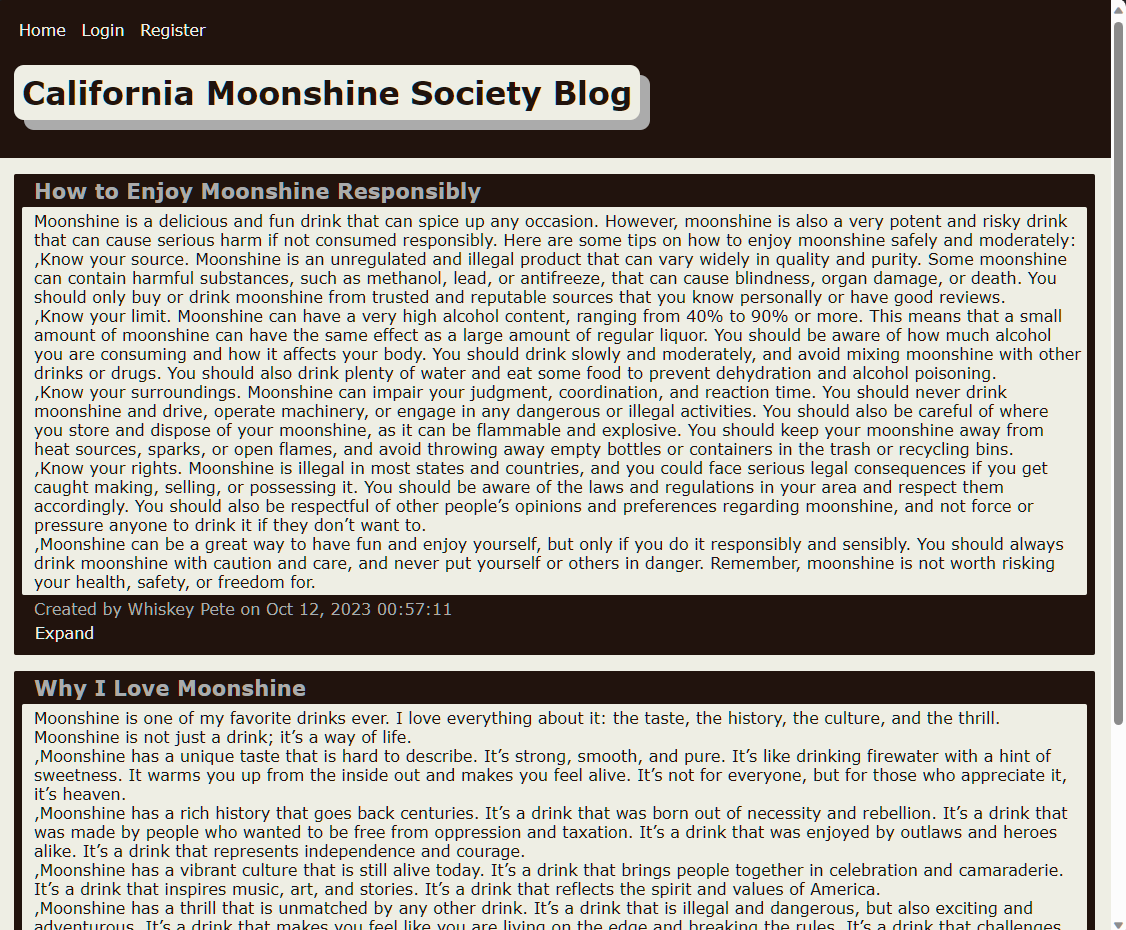 Home Login Register
California Moonshine Society Blog
How to Enjoy Moonshine Responsibly
Moonshine is a delicious and fun drink that can spice up any occasion. However, moonshine is also a very potent and risky drink
that can cause serious harm if not consumed responsibly. Here are some tips on how to enjoy moonshine safely and moderately:
,Know your source. Moonshine is an unregulated and illegal product that can vary widely in quality and purity. Some moonshine
can contain harmful substances, such as methanol, lead, or antifreeze, that can cause blindness, organ damage, or death. You
should only buy or drink moonshine from trusted and reputable sources that you know personally or have good reviews.
,Know your limit. Moonshine can have a very high alcohol content, ranging from 40% to 90% or more. This means that a small
amount of moonshine can have the same effect as a large amount of regular liquor. You should be aware of how much alcohol
you are consuming and how it affects your body. You should drink slowly and moderately, and avoid mixing moonshine with other
drinks or drugs. You should also drink plenty of water and eat some food to prevent dehydration and alcohol poisoning.
,Know your surroundings. Moonshine can impair your judgment, coordination, and reaction time. You should never drink
moonshine and drive, operate machinery, or engage in any dangerous or illegal activities. You should also be careful of where
you store and dispose of your moonshine, as it can be flammable and explosive. You should keep your moonshine away from
heat sources, sparks, or open flames, and avoid throwing away empty bottles or containers in the trash or recycling bins.
,Know your rights. Moonshine is illegal in most states and countries, and you could face serious legal consequences if you get
caught making, selling, or possessing it. You should be aware of the laws and regulations in your area and respect them
accordingly. You should also be respectful of other people’s opinions and preferences regarding moonshine, and not force or
pressure anyone to drink it if they don’t want to.
,Moonshine can be a great way to have fun and enjoy yourself, but only if you do it responsibly and sensibly. You should always
drink moonshine with caution and care, and never put yourself or others in danger. Remember, moonshine is not worth risking
your health, safety, or freedom for.
Created by Whiskey Pete on Oct 12, 2023 00:57:11
Expand
Why I Love Moonshine
Moonshine is one of my favorite drinks ever. I love everything about it: the taste, the history, the culture, and the thrill.
Moonshine is not just a drink; it’s a way of life.
,Moonshine has a unique taste that is hard to describe. It’s strong, smooth, and pure. It’s like drinking firewater with a hint of
sweetness. It warms you up from the inside out and makes you feel alive. It’s not for everyone, but for those who appreciate it,
it’s heaven.
,Moonshine has a rich history that goes back centuries. It’s a drink that was born out of necessity and rebellion. It’s a drink that
was made by people who wanted to be free from oppression and taxation. It’s a drink that was enjoyed by outlaws and heroes
alike. It’s a drink that represents independence and courage.
,Moonshine has a vibrant culture that is still alive today. It’s a drink that brings people together in celebration and camaraderie.
It’s a drink that inspires music, art, and stories. It’s a drink that reflects the spirit and values of America.
,Moonshine has a thrill that is unmatched by any other drink. It’s a drink that is illegal and dangerous, but also exciting and
adventurous. It’s a drink that makes you feel like you are living on the edge and breaking the rules. It’s a drink that challenges